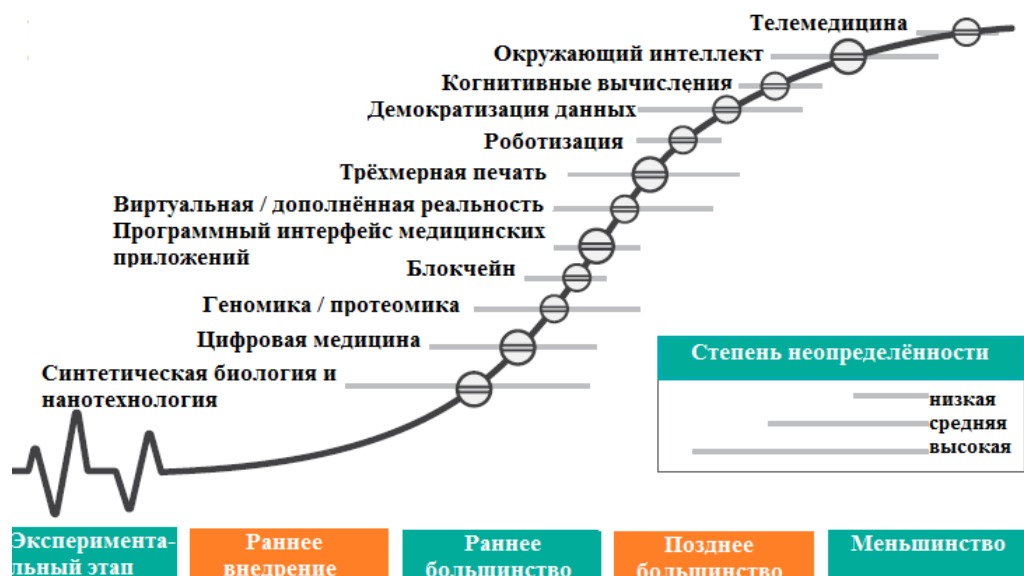 Телемедицина
Окружающий интеллект
Когнитивные вычисления
Демократизация данных
Роботизация
Трёхмерная печать
Виртуальная / дополнённая реальность
Программный интерфейс медицинских
приложений
Блокчейн
Геномика / протеомика
Цифровая медицина
Синтетическая биология и
нанотехнология
Степень неопределённости
низкая
средняя
высокая
Эксперимента-
льный этап
Раннее
внедрение
Раннее
большинство
Позднее
большинство
Меньшинство